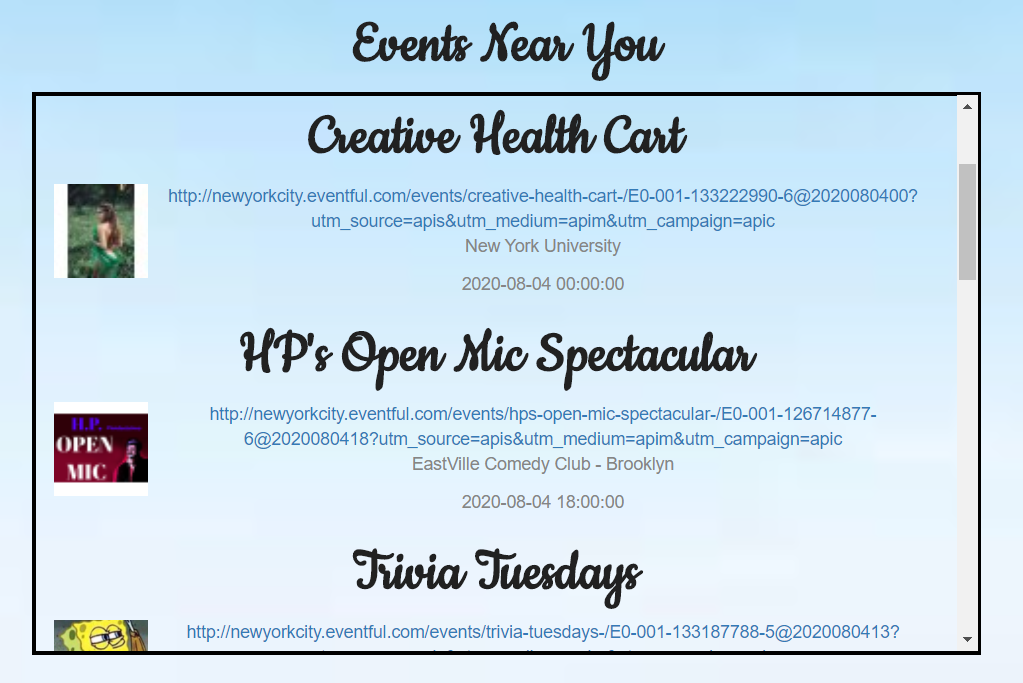 Events Near You
Creative Health Cart
http://newyorkcity.eventful.com/events/creative-health-cart-/E0-001-133222990-6@2020080400?
utm_source=apis&utm_medium=apim&utm_campaign=apic
New York University
2020-08-04 00:00:00
HP's Open Mic Spectacular
H.P.
OPEN
MIC
http://newyorkcity.eventful.com/events/hps-open-mic-spectacular-/E0-001-126714877-
6@2020080418?utm_source=apis&utm_medium=apim&utm_campaign=apic
EastVille Comedy Club - Brooklyn
2020-08-04 18:00:00
Trivia Tuesdays
http://newyorkcity.eventful.com/events/trivia-tuesdays-/E0-001-133187788-5@2020080413?